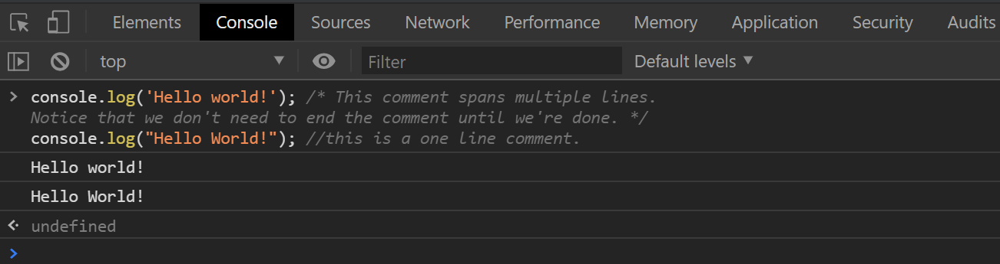 Elements Console Sources Network Performance Memory Application Security Audits
top Filter Default levels
console.log('Hello world!'); /* This comment spans multiple lines.
Notice that we don't need to end the comment until we're done. */
console.log("Hello World!"); //this is a one line comment.
Hello world!
Hello World!
undefined